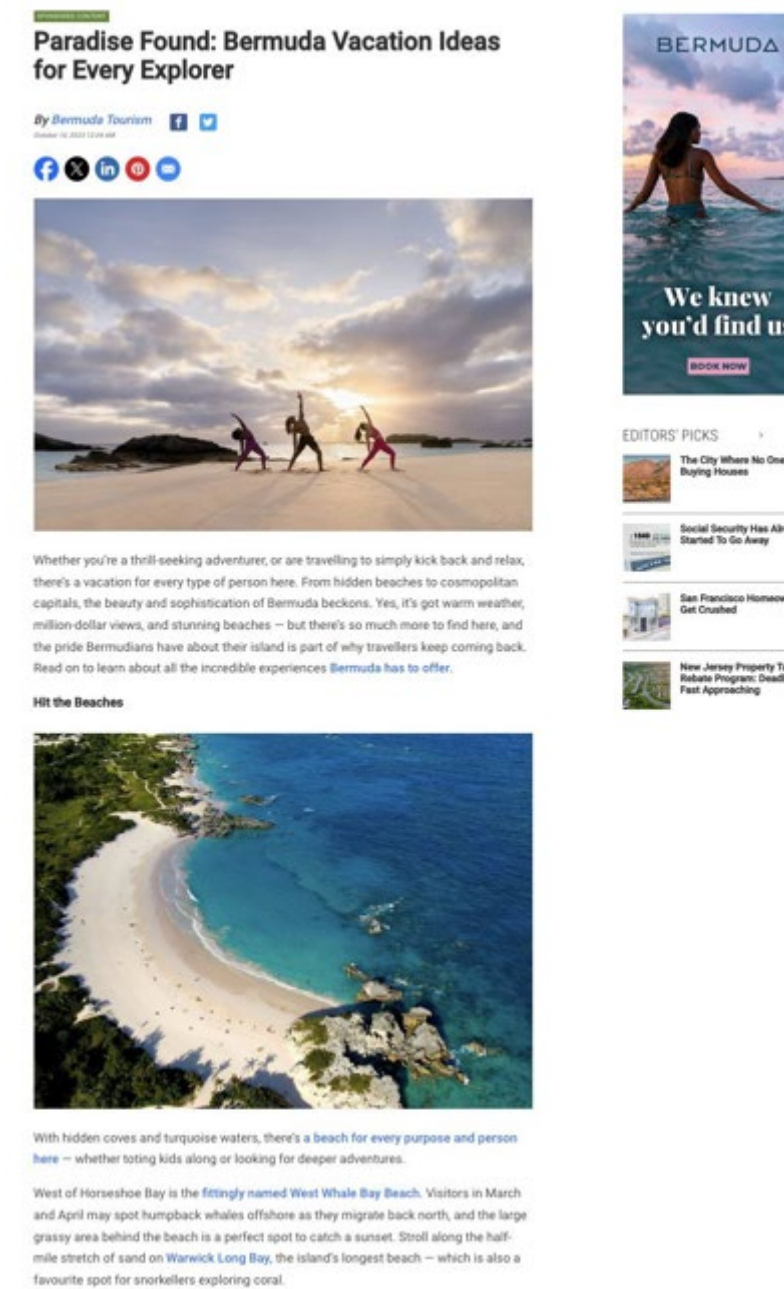 SPONSORED CONTENT
Paradise Found: Bermuda Vacation Ideas
for Every Explorer
By Bermuda Tourism
October
Whether you're a thrill-seeking adventurer, or are travelling to simply kick back and relax,
there's a vacation for every type of person here. From hidden beaches to cosmopolitan
capitals, the beauty and sophistication of Bermuda beckons. Yes, it's got warm weather,
million-dollar views, and stunning beaches — but there's so much more to find here, and
the pride Bermudians have about their island is part of why travellers keep coming back.
Read on to learn about all the incredible experiences Bermuda has to offer.
Hit the Beaches
With hidden coves and turquoise waters, there's a beach for every purpose and person
here — whether toting kids along or looking for deeper adventures.
West of Horseshoe Bay is the fittingly named West Whale Bay Beach. Visitors in March
and April may spot humpback whales offshore as they migrate back north, and the large
grassy area behind the beach is a perfect spot to catch a sunset. Stroll along the half-
mile stretch of sand on Warwick Long Bay, the island's longest beach — which is also a
favourite spot for snorkellers exploring coral.
BERMUDA
We knew
you'd find u
BOOK NOW
EDITORS' PICKS
The City Where No One
Buying Houses
Social Security Has Alr
Started To Go Away
San Francisco Homeow
Get Crushed
New Jersey Property Ta
Rebate Program: Deadl
Fast Approaching